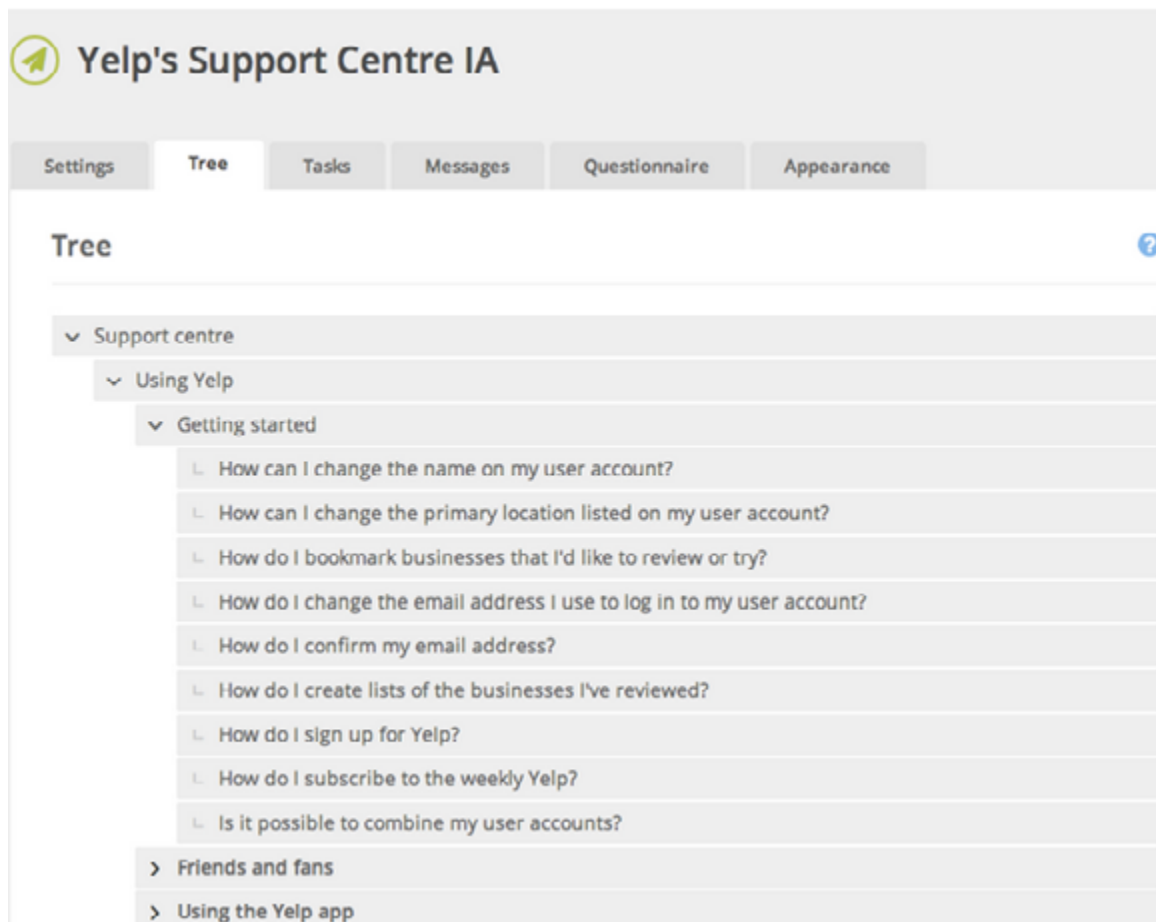 Yelp's Support Centre IA
Settings Tree Tasks Messages Questionnaire Appearance
Tree ?
Support centre
Using Yelp
Getting started
How can I change the name on my user account?
How can I change the primary location listed on my user account?
How do I bookmark businesses that I'd like to review or try?
How do I change the email address I use to log in to my user account?
How do I confirm my email address?
How do I create lists of the businesses I've reviewed?
How do I sign up for Yelp?
How do I subscribe to the weekly Yelp?
Is it possible to combine my user accounts?
Friends and fans
Using the Yelp app